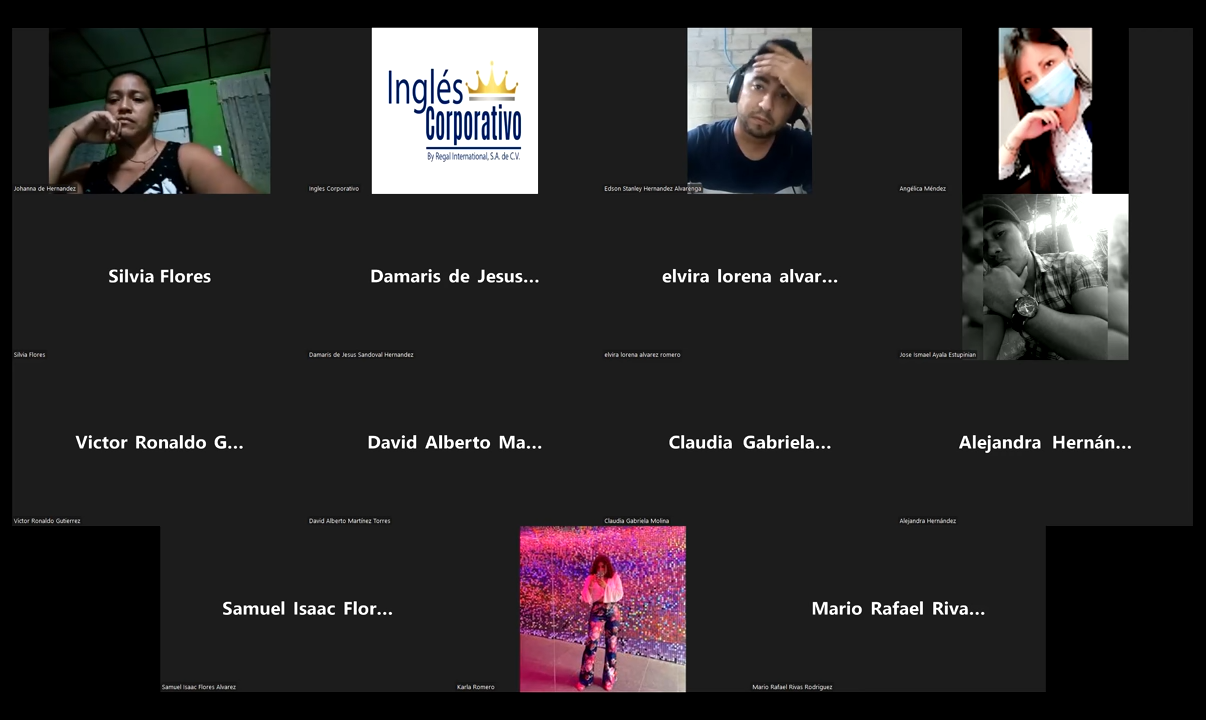 Inglés
Corporativo
By Regal International, S.A. de C.V.
Johanna de Hernandez
Ingles Corporativo
Edson Stanley Hernandez Alvarenga
Angélica Méndez
Silvia Flores
Damaris de Jesus...
elvira lorena alvar...
Silvia Flores
Damaris de Jesus Sandoval Hernandez
elvira lorena alvarez romero
Jose Ismael Ayala Estupinian
Victor Ronaldo G...
David Alberto Ma...
Claudia Gabriela...
Alejandra Hernán...
Victor Ronaldo Gutierrez
David Alberto Martínez Torres
Claudia Gabriela Molina
Alejandra Hernández
Samuel Isaac Flor...
Mario Rafael Riva...
Samuel Isaac Flores Alvarez
Karla Romero
Mario Rafael Rivas Rodriguez